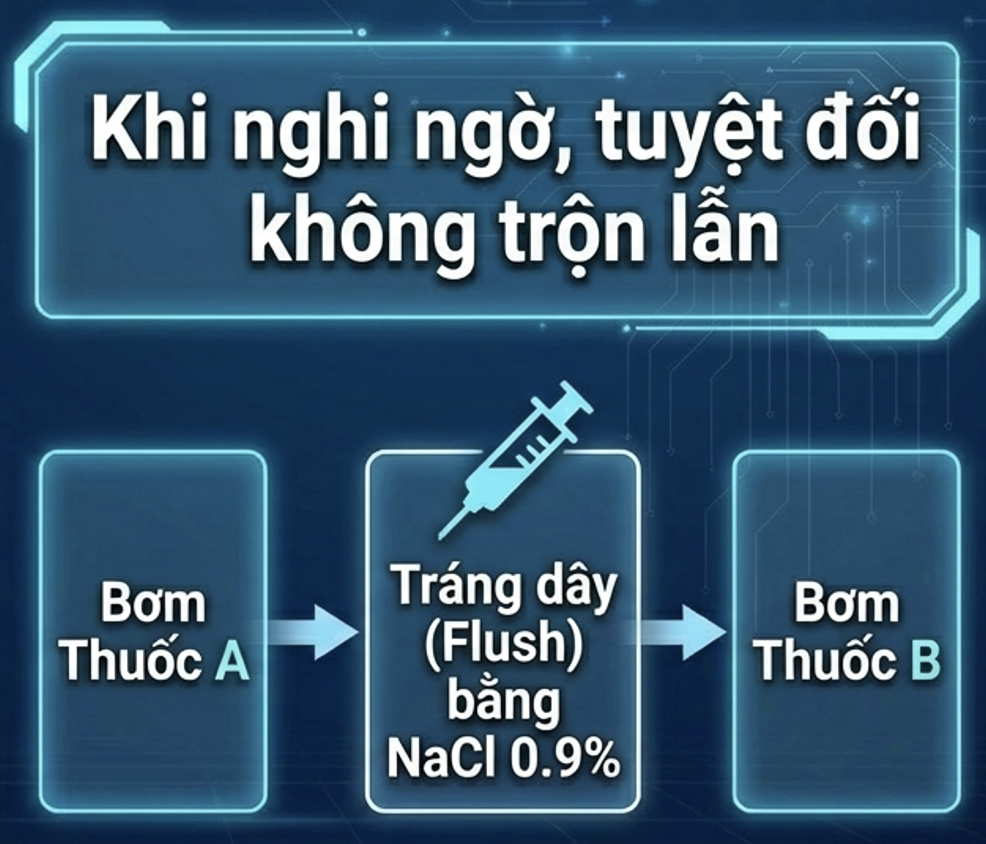 Khi nghi ngờ, tuyệt đối
không trộn lẫn
Bơm
Thuốc A
Tráng dây
(Flush)
bằng
NaCl 0.9%
Bơm
Thuốc B